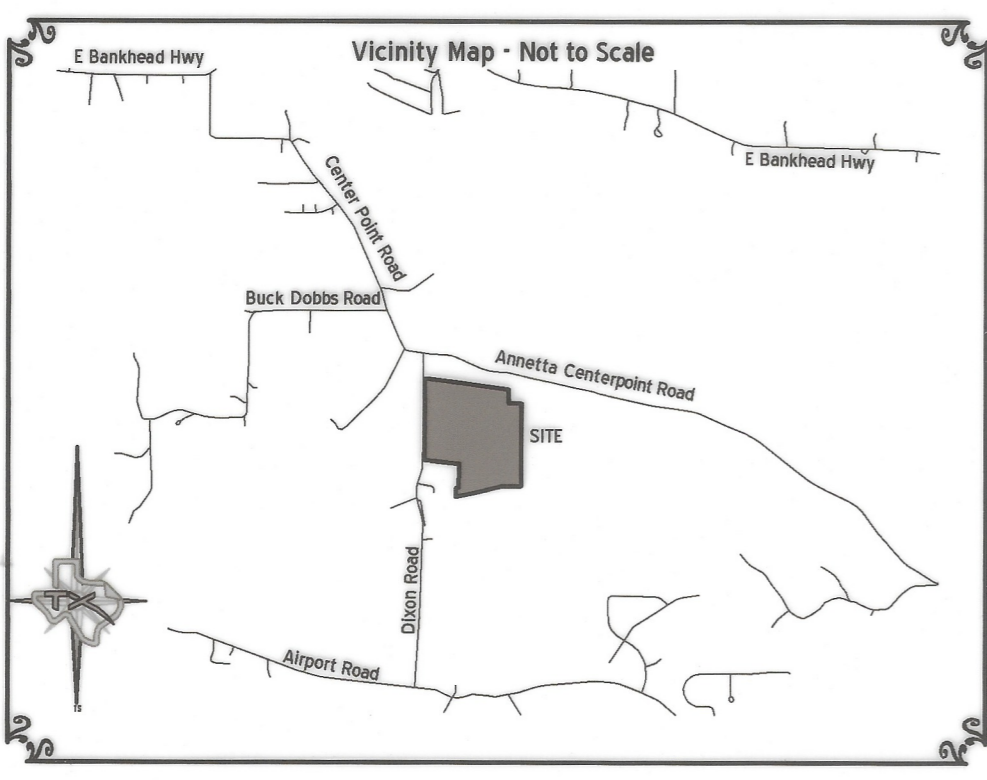 Vicinity Map - Not to Scale
E Bankhead Hwy
E Bankhead Hwy
Center Point Road
Buck Dobbs Road
Annetta Centerpoint Road
SITE
Dixon Road
Airport Road
TX
TS